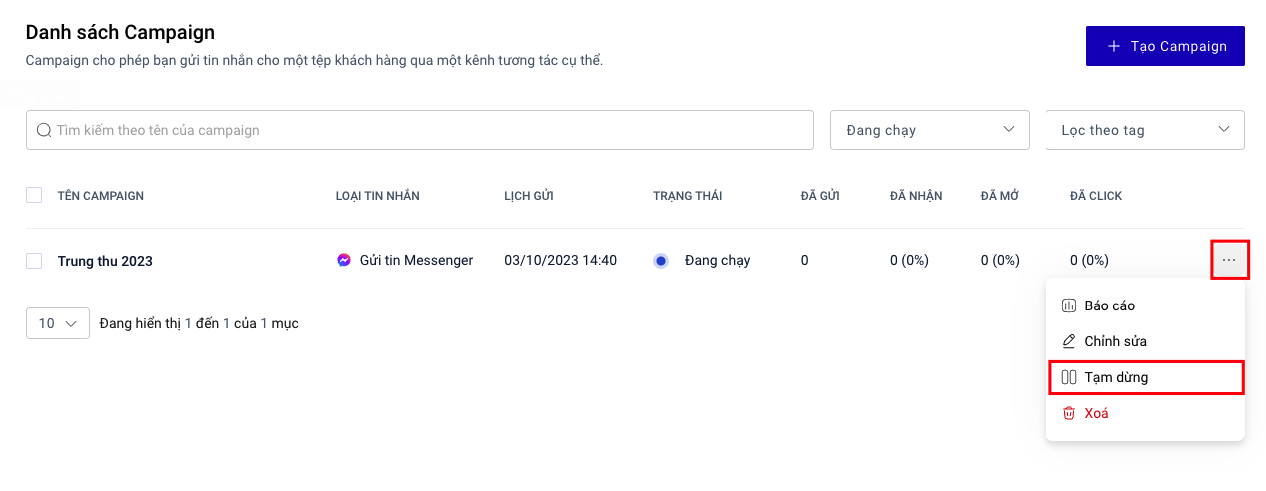 Danh sách Campaign
Campaign cho phép bạn gửi tin nhắn cho một tệp khách hàng qua một kênh tương tác cụ thể.
Tạo Campaign
Tìm kiếm theo tên của campaign
Đang chạy
Lọc theo tag
TÊN CAMPAIGN LOẠI TIN NHẮN LỊCH GỬI TRẠNG THÁI ĐÃ GỬI ĐÃ NHẬN ĐÃ MỞ ĐÃ CLICK
Trung thu 2023 Gửi tin Messenger 03/10/2023 14:40 Đang chạy 0 0 (0%) 0 (0%) 0 (0%) ...
10 Đang hiển thị 1 đến 1 của 1 mục
Báo cáo
Chỉnh sửa
Tạm dừng
Xoá